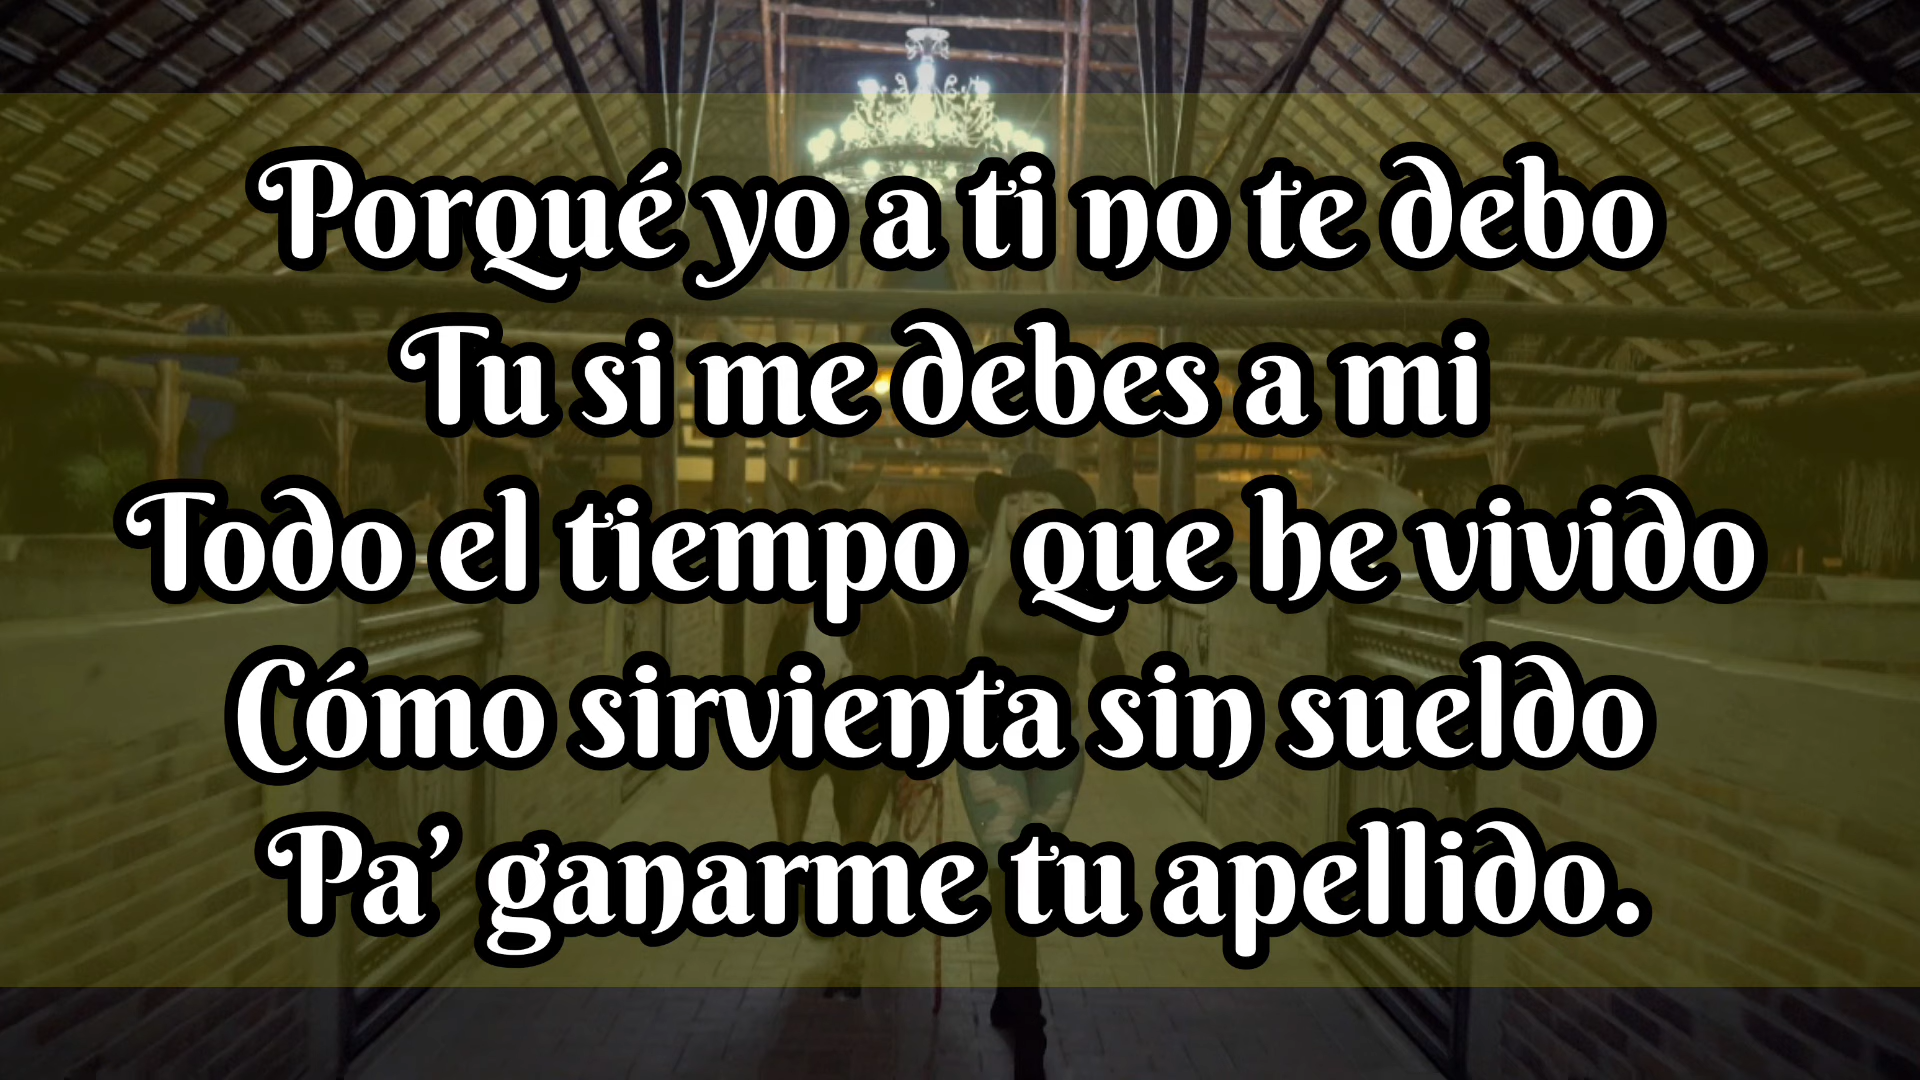 Porqué yo a ti no te debo
Tu si me debes a mi
Todo el tiempo que he vivido
Cómo sirvienta sin sueldo
Pa’ ganarme tu apellido.